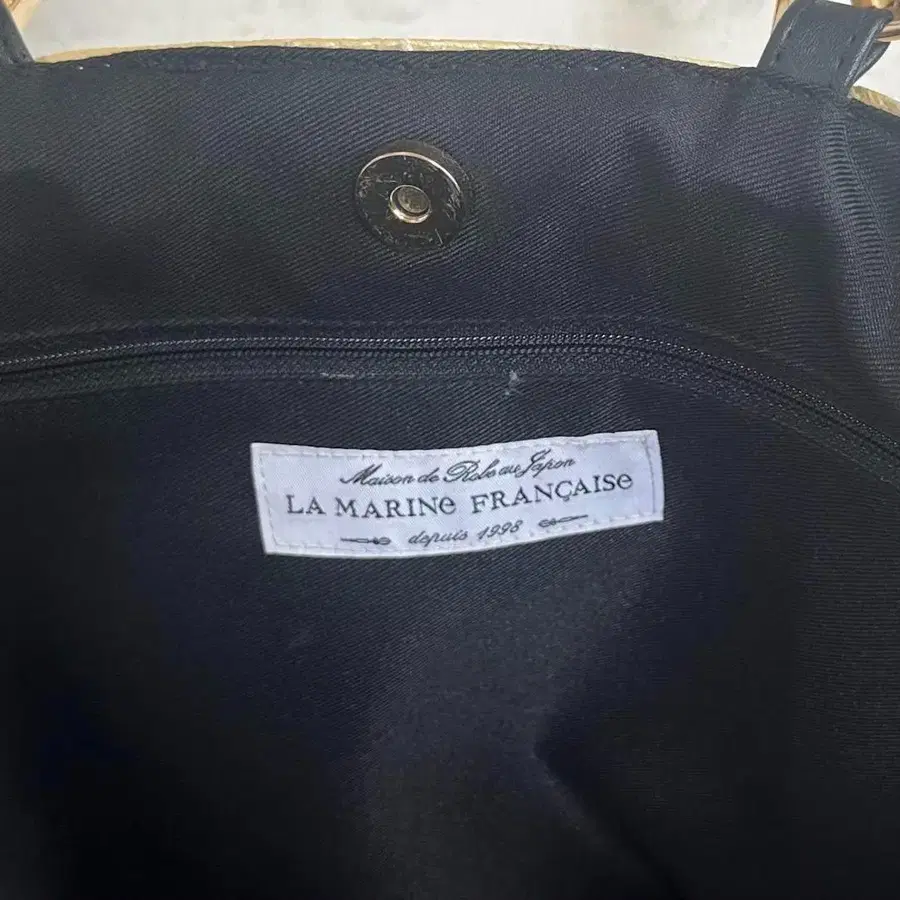 Maison de Robe au Japon
LA MARINe FRANÇAISe
depuis 1998